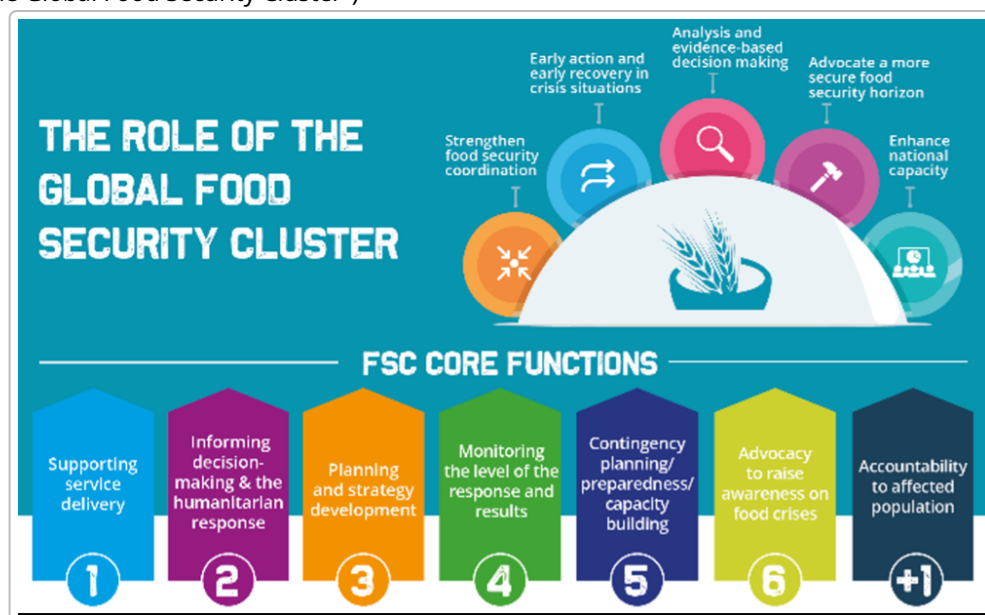 Global Food Security Cluster )
THE ROLE OF THE
GLOBAL FOOD
SECURITY CLUSTER
Strengthen
food security
coordination
Early action and
early recovery in
crisis situations
Analysis and
evidence-based
decision making
Advocate a more
secure food
security horizon
Enhance
national
capacity
FSC CORE FUNCTIONS
Supporting
service
delivery
1
Informing
decision-
making & the
humanitarian
response
2
Planning
and strategy
development
3
Monitoring
the level of the
response and
results
4
Contingency
planning/
preparedness/
capacity
building
5
Advocacy
to raise
awareness on
food crises
6
Accountability
to affected
population
+1